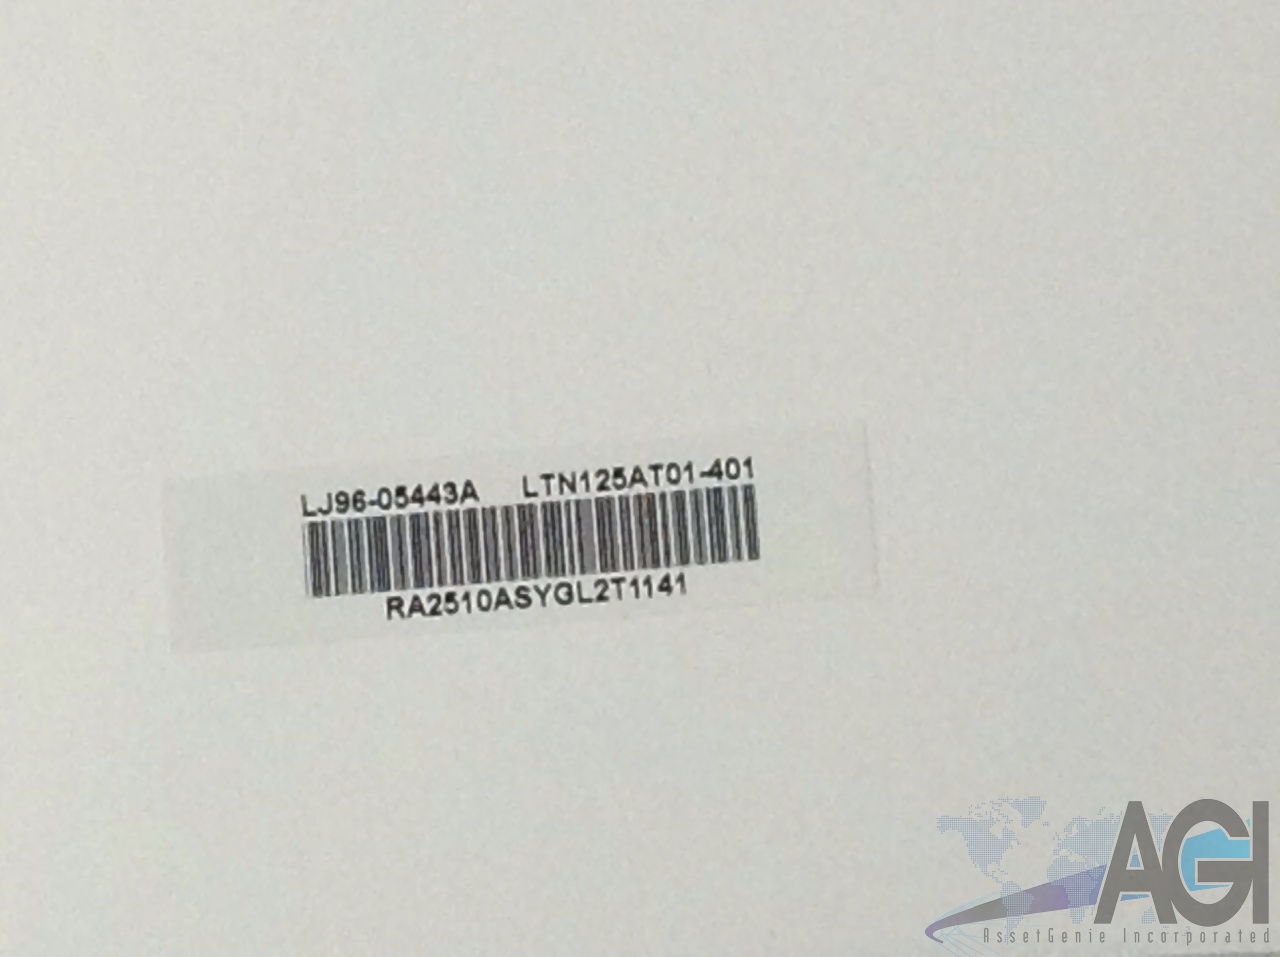 LJ96-05443A LTN125AT01-401
RA2510ASYGL2T1141
AGI
AssetGenie Incorporated